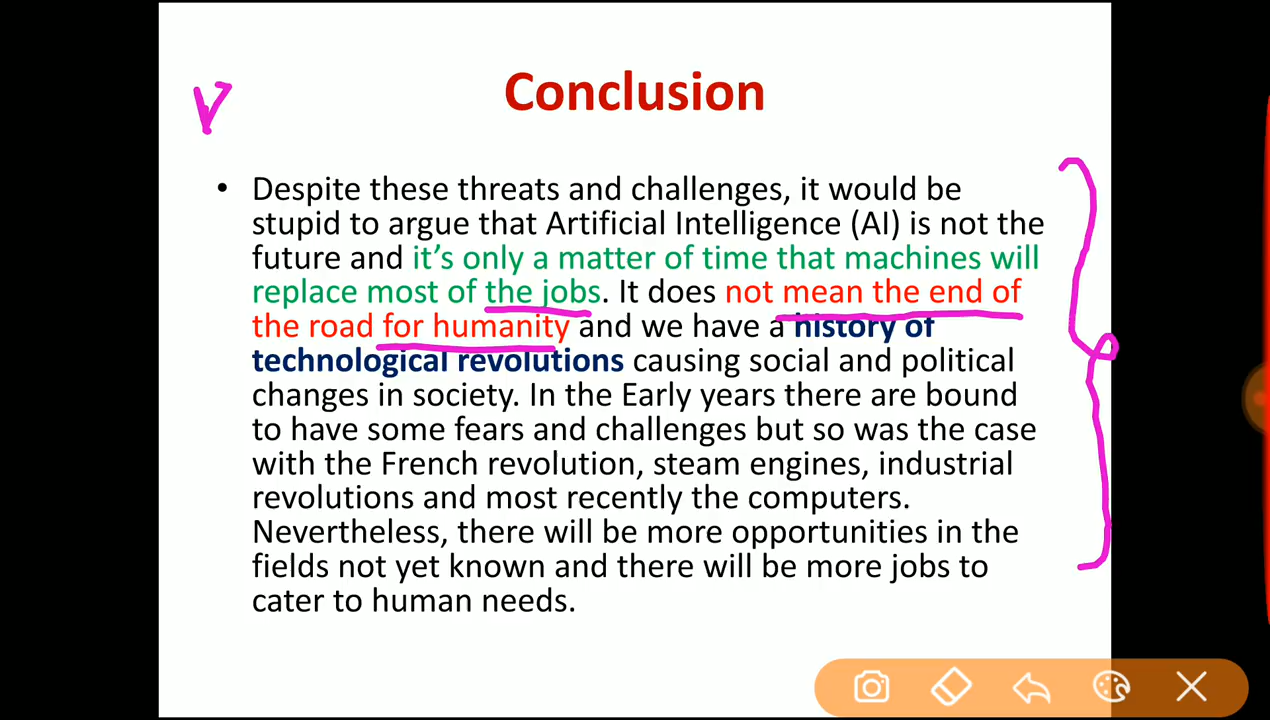 Conclusion
• Despite these threats and challenges, it would be
stupid to argue that Artificial Intelligence (AI) is not the
future and it's only a matter of time that machines will
replace most of the jobs. It does not mean the end of
the road for humanity and we have a history of
technological revolutions causing social and political
changes in society. In the Early years there are bound
to have some fears and challenges but so was the case
with the French revolution, steam engines, industrial
revolutions and most recently the computers.
Nevertheless, there will be more opportunities in the
fields not yet known and there will be more jobs to
cater to human needs.